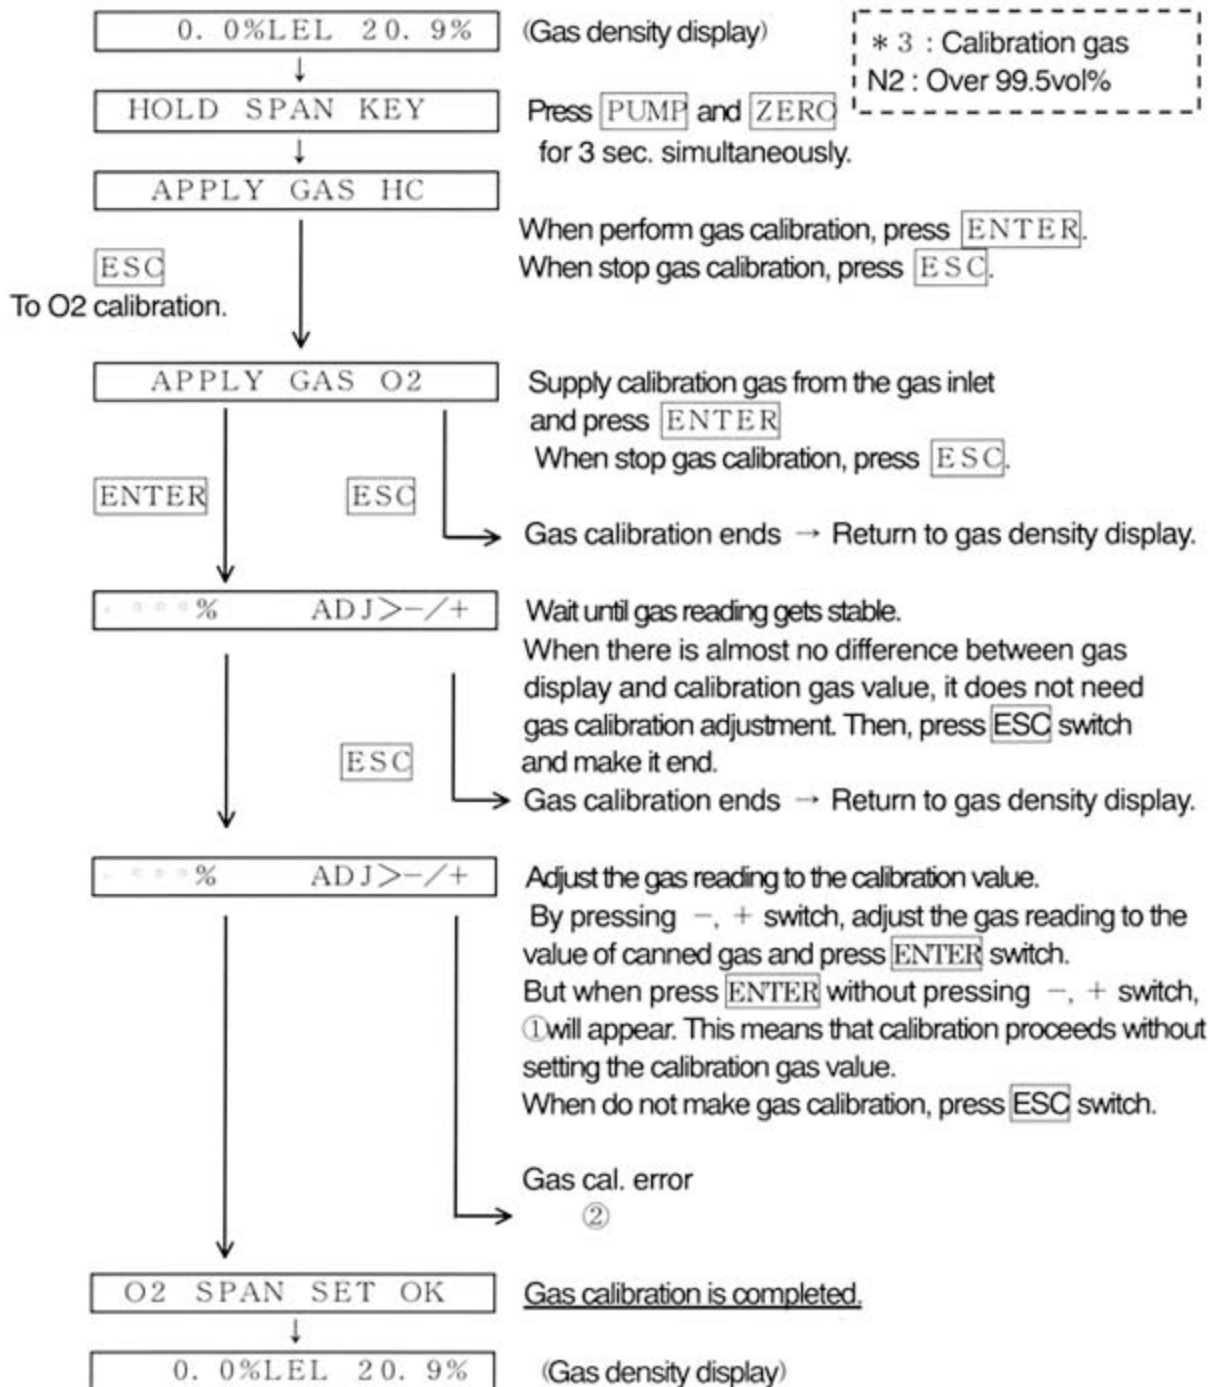 0. 0%LEL 20. 9% (Gas density display)
* 3 : Calibration gas
N2 : Over 99.5vol%
↓
HOLD SPAN KEY
Press PUMP and ZERO
for 3 sec. simultaneously.
↓
APPLY GAS HC
When perform gas calibration, press ENTER.
When stop gas calibration, press ESC.
ESC
To O2 calibration.
APPLY GAS O2
Supply calibration gas from the gas inlet
and press ENTER
When stop gas calibration, press ESC.
ENTER ESC
Gas calibration ends → Return to gas density display.
% ADJ>-/+
Wait until gas reading gets stable.
When there is almost no difference between gas
display and calibration gas value, it does not need
gas calibration adjustment. Then, press ESC switch
and make it end.
ESC
Gas calibration ends → Return to gas density display.
% ADJ>-/+
Adjust the gas reading to the calibration value.
By pressing −, + switch, adjust the gas reading to the
value of canned gas and press ENTER switch.
But when press ENTER without pressing −, + switch,
①will appear. This means that calibration proceeds without
setting the calibration gas value.
When do not make gas calibration, press ESC switch.
Gas cal. error
②
O2 SPAN SET OK Gas calibration is completed.
↓
0. 0%LEL 20. 9% (Gas density display)